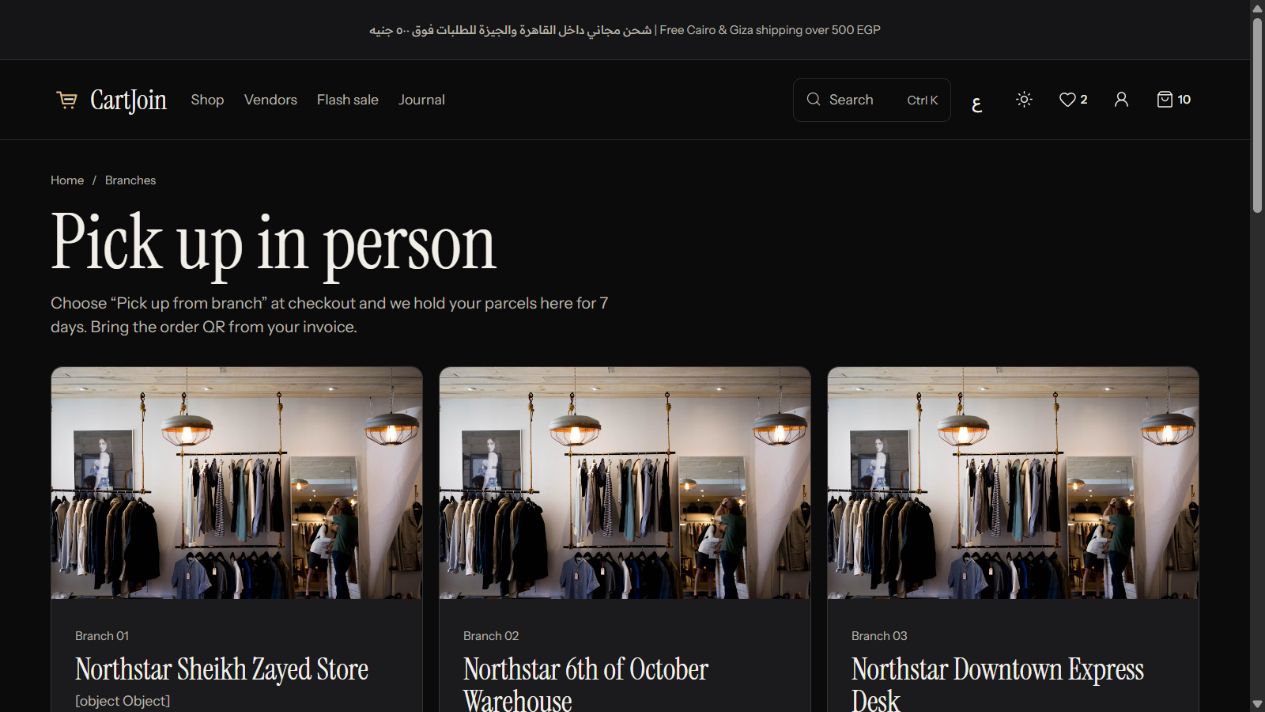 شحن مجاني داخل القاهرة والجيزة للطلبات فوق ٥٠٠ جنيه | Free Cairo & Giza shipping over 500 EGP
CartJoin
Shop
Vendors
Flash sale
Journal
Search
Ctrl K
ع
2
10
Home / Branches
Pick up in person
Choose “Pick up from branch” at checkout and we hold your parcels here for 7
days. Bring the order QR from your invoice.
Branch 01
Northstar Sheikh Zayed Store
[object Object]
Branch 02
Northstar 6th of October
Warehouse
Branch 03
Northstar Downtown Express
Desk